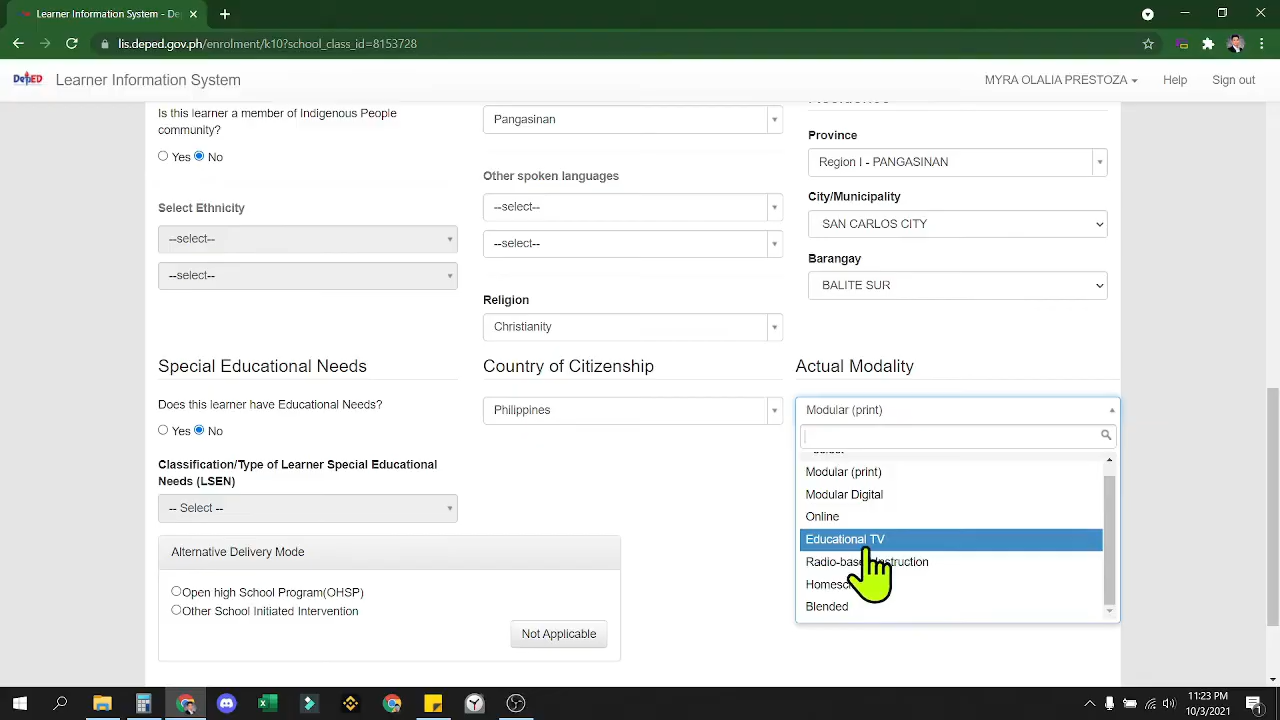 Learner Information System - Dep
lis.deped.gov.ph/enrolment/k10?school_class_id=8153728
DepED
Learner Information System
MYRA OLALIA PRESTOZA
Help
Sign out
Is this learner a member of Indigenous People
community?
Yes
No
Select Ethnicity
--select--
--select--
Pangasinan
Other spoken languages
--select--
--select--
Religion
Christianity
Province
Region I - PANGASINAN
City/Municipality
SAN CARLOS CITY
Barangay
BALITE SUR
Special Educational Needs
Does this learner have Educational Needs?
Yes
No
Classification/Type of Learner Special Educational
Needs (LSEN)
-- Select --
Country of Citizenship
Philippines
Actual Modality
Modular (print)
Modular (print)
Modular Digital
Online
Educational TV
Blended
Alternative Delivery Mode
Open high School Program(OHSP)
Other School Initiated Intervention
Not Applicable
11:23 PM
10/3/2021